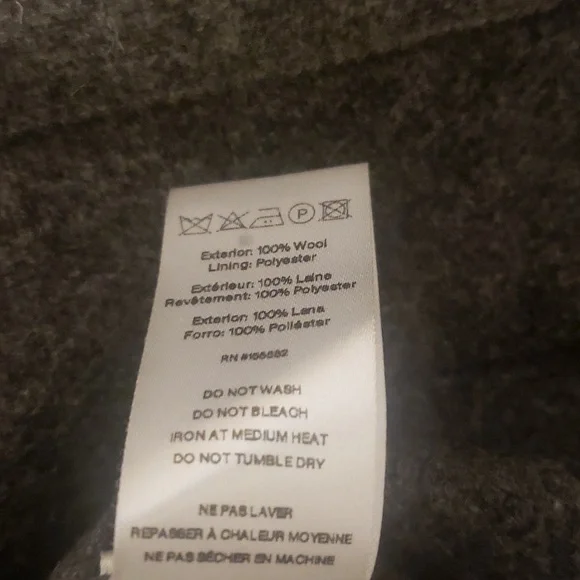 P
Exterior: 100% Wool
Lining: Polyester
Extérieur: 100% Laine
Revêtement: 100% Polyester
Exterior: 100% Lana
Forro: 100% Poliéster
RN
DO NOT WASH
DO NOT BLEACH
IRON AT MEDIUM HEAT
DO NOT TUMBLE DRY
NE PAS LAVER
REPASSER À CHALEUR MOYENNE
NE PAS SÉCHER EN MACHINE